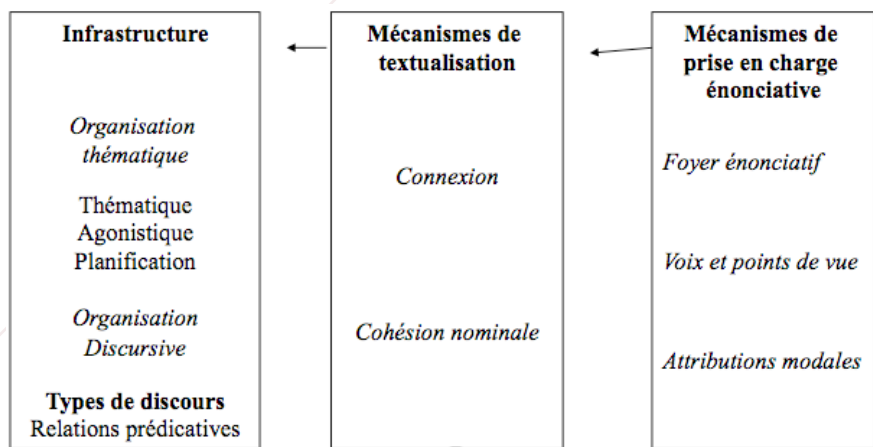 Infrastructure
Organisation
thématique
Thématique
Agonistique
Planification
Organisation
Discursive
Types de discours
Relations prédicatives
Mécanismes de
textualisation
Connexion
Cohésion nominale
Mécanismes de
prise en charge
énonciative
Foyer énonciatif
Voix et points de vue
Attributions modales